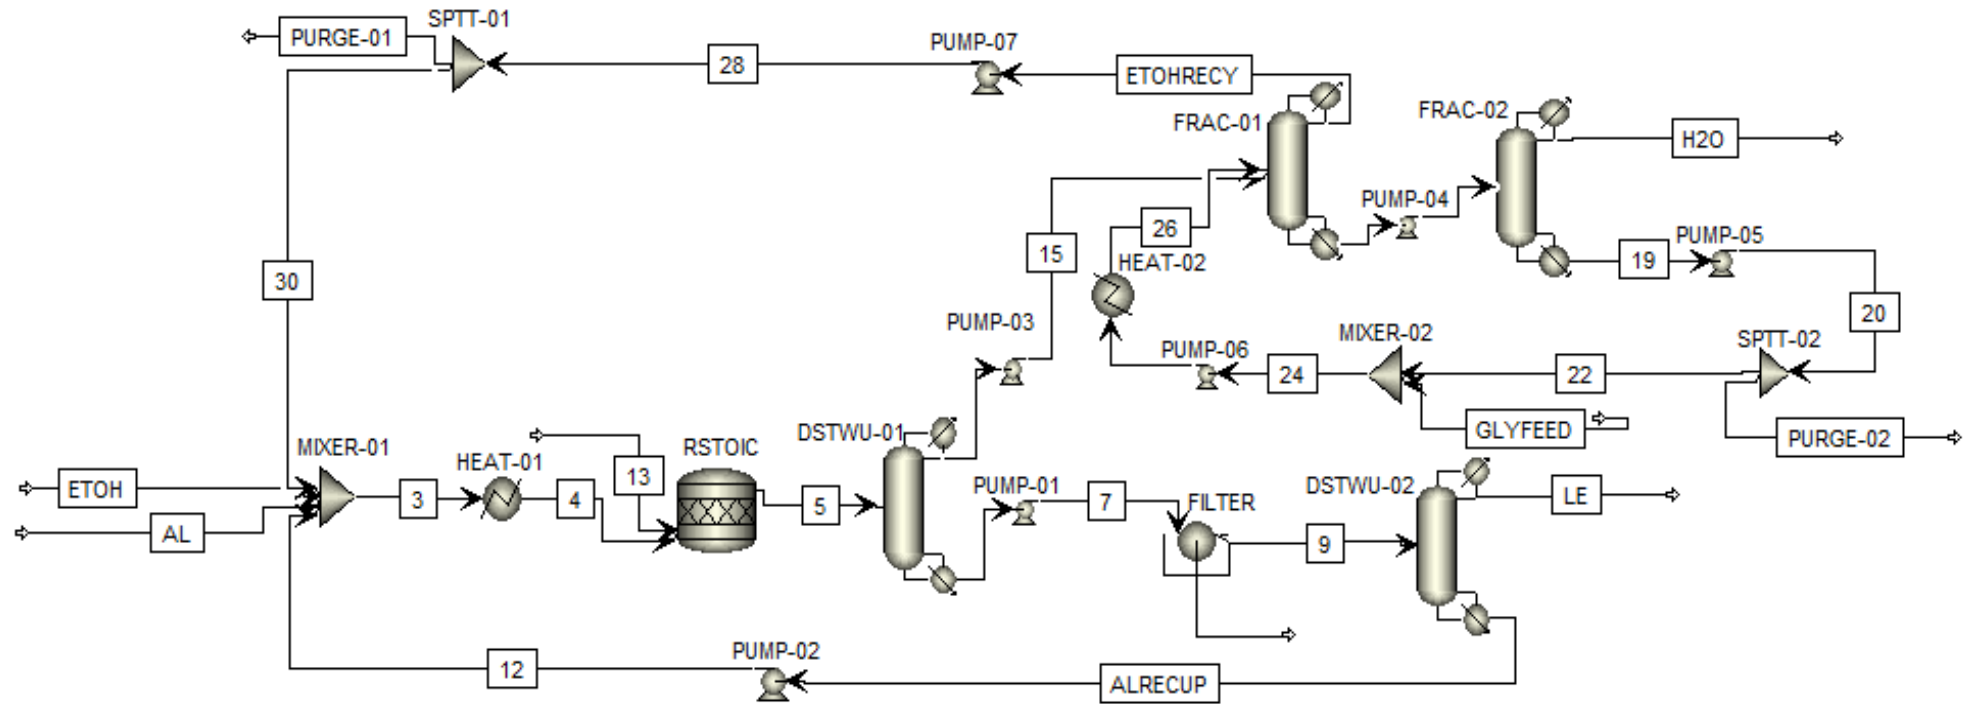 SPTT-01
PURGE-01
28
PUMP-07
ETOHRECY
FRAC-01
FRAC-02
H2O
PUMP-04
26
15
HEAT-02
PUMP-05
19
30
20
PUMP-03
MIXER-02
SPTT-02
PUMP-06
24
22
GLYFEED
PURGE-02
MIXER-01
HEAT-01
RSTOIC
DSTWU-01
13
ETOH
AL
3
4
5
PUMP-01
7
FILTER
9
DSTWU-02
LE
PUMP-02
12
ALRECUP